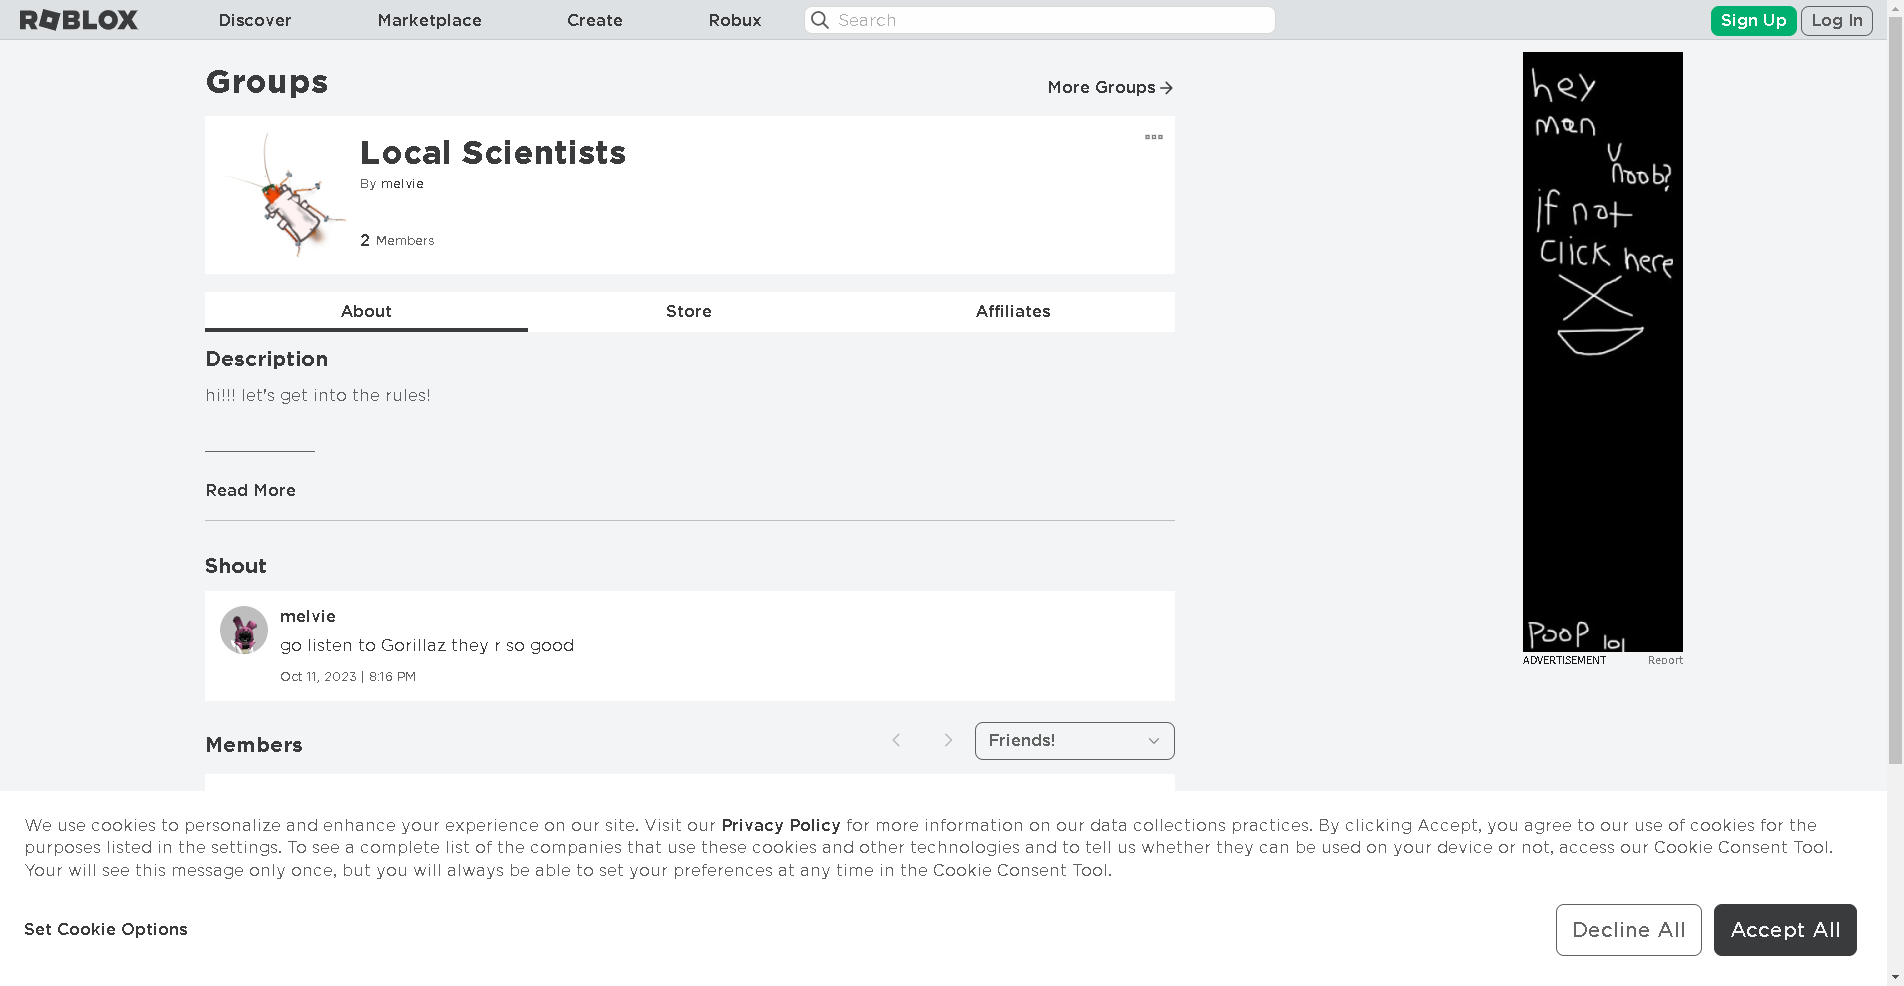 ROBLOX
Discover
Marketplace
Create
Robux
Search
Sign Up
Log In
Groups
More Groups
Local Scientists
By melvie
2 Members
About
Store
Affiliates
Description
hi!!! let's get into the rules!
Read More
Shout
melvie
go listen to Gorillaz they r so good
Oct 11, 2023 | 8:16 PM
Members
Friends!
hey
men
noob?
if not
click here
POOP lol
ADVERTISEMENT
Report
We use cookies to personalize and enhance your experience on our site. Visit our Privacy Policy for more information on our data collections practices. By clicking Accept, you agree to our use of cookies for the
purposes listed in the settings. To see a complete list of the companies that use these cookies and other technologies and to tell us whether they can be used on your device or not, access our Cookie Consent Tool.
Your will see this message only once, but you will always be able to set your preferences at any time in the Cookie Consent Tool.
Set Cookie Options
Decline All
Accept All